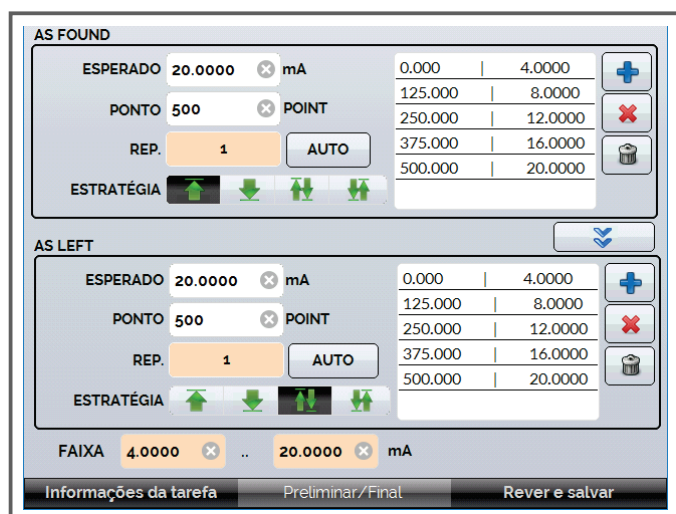 AS FOUND
ESPERADO 20.0000 mA 0.000 | 4.0000
125.000 | 8.0000
PONTO 500 POINT 250.000 | 12.0000
REP. 1 AUTO 375.000 | 16.0000
500.000 | 20.0000
ESTRATÉGIA
AS LEFT
ESPERADO 20.0000 mA 0.000 | 4.0000
125.000 | 8.0000
PONTO 500 POINT 250.000 | 12.0000
REP. 1 AUTO 375.000 | 16.0000
500.000 | 20.0000
ESTRATÉGIA
FAIXA 4.0000 .. 20.0000 mA
Informações da tarefa Preliminar/Final Rever e salvar